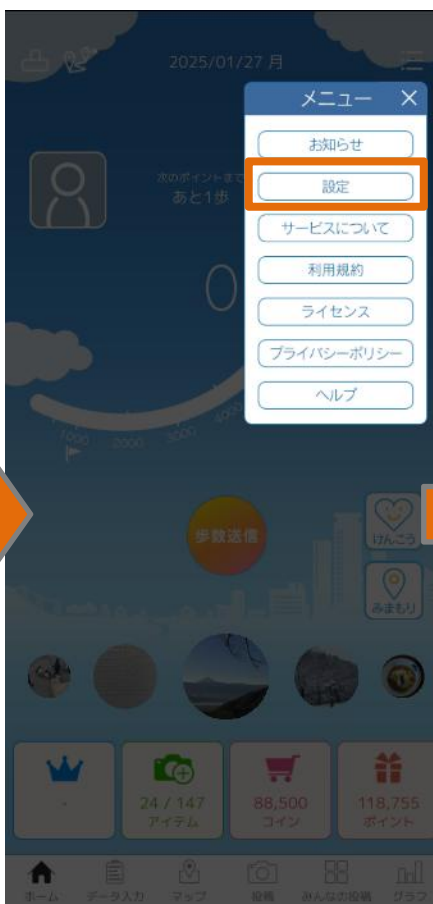 2025/01/27 月
メニュー ×
お知らせ
設定
サービスについて
利用規約
ライセンス
プライバシーポリシー
ヘルプ
次のポイントまで
あと1歩
0
1000 2000 3000 4000
歩数送信
けんこう
みまもり
-
24 / 147
アイテム
88,500
コイン
118,755
ポイント
ホーム データ入力 マップ 投稿 みんなの投稿 グラフ